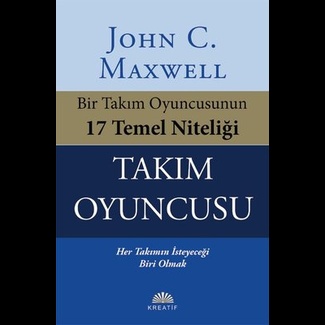 JOHN C.
MAXWELL
Bir Takım Oyuncusunun
17 Temel Niteliği
TAKIM
OYUNCUSU
Her Takımın İsteyeceği
Biri Olmak
KREATİF